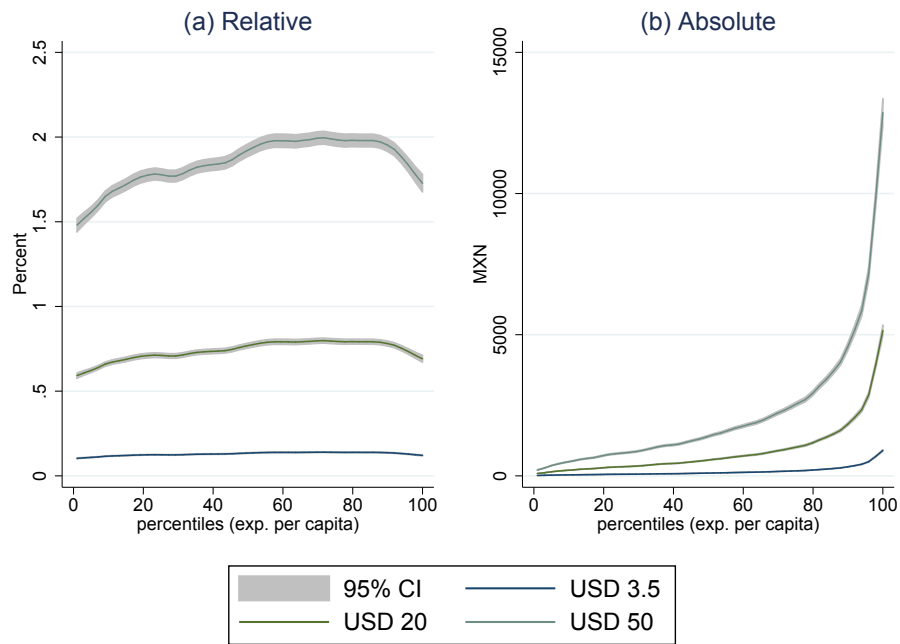 (a) Relative
Percent
2.5
2
1.5
1
.5
0
0 20 40 60 80 100
percentiles (exp. per capita)
(b) Absolute
MXN
15000
10000
5000
0
0 20 40 60 80 100
percentiles (exp. per capita)
95% CI
USD 3.5
USD 20
USD 50